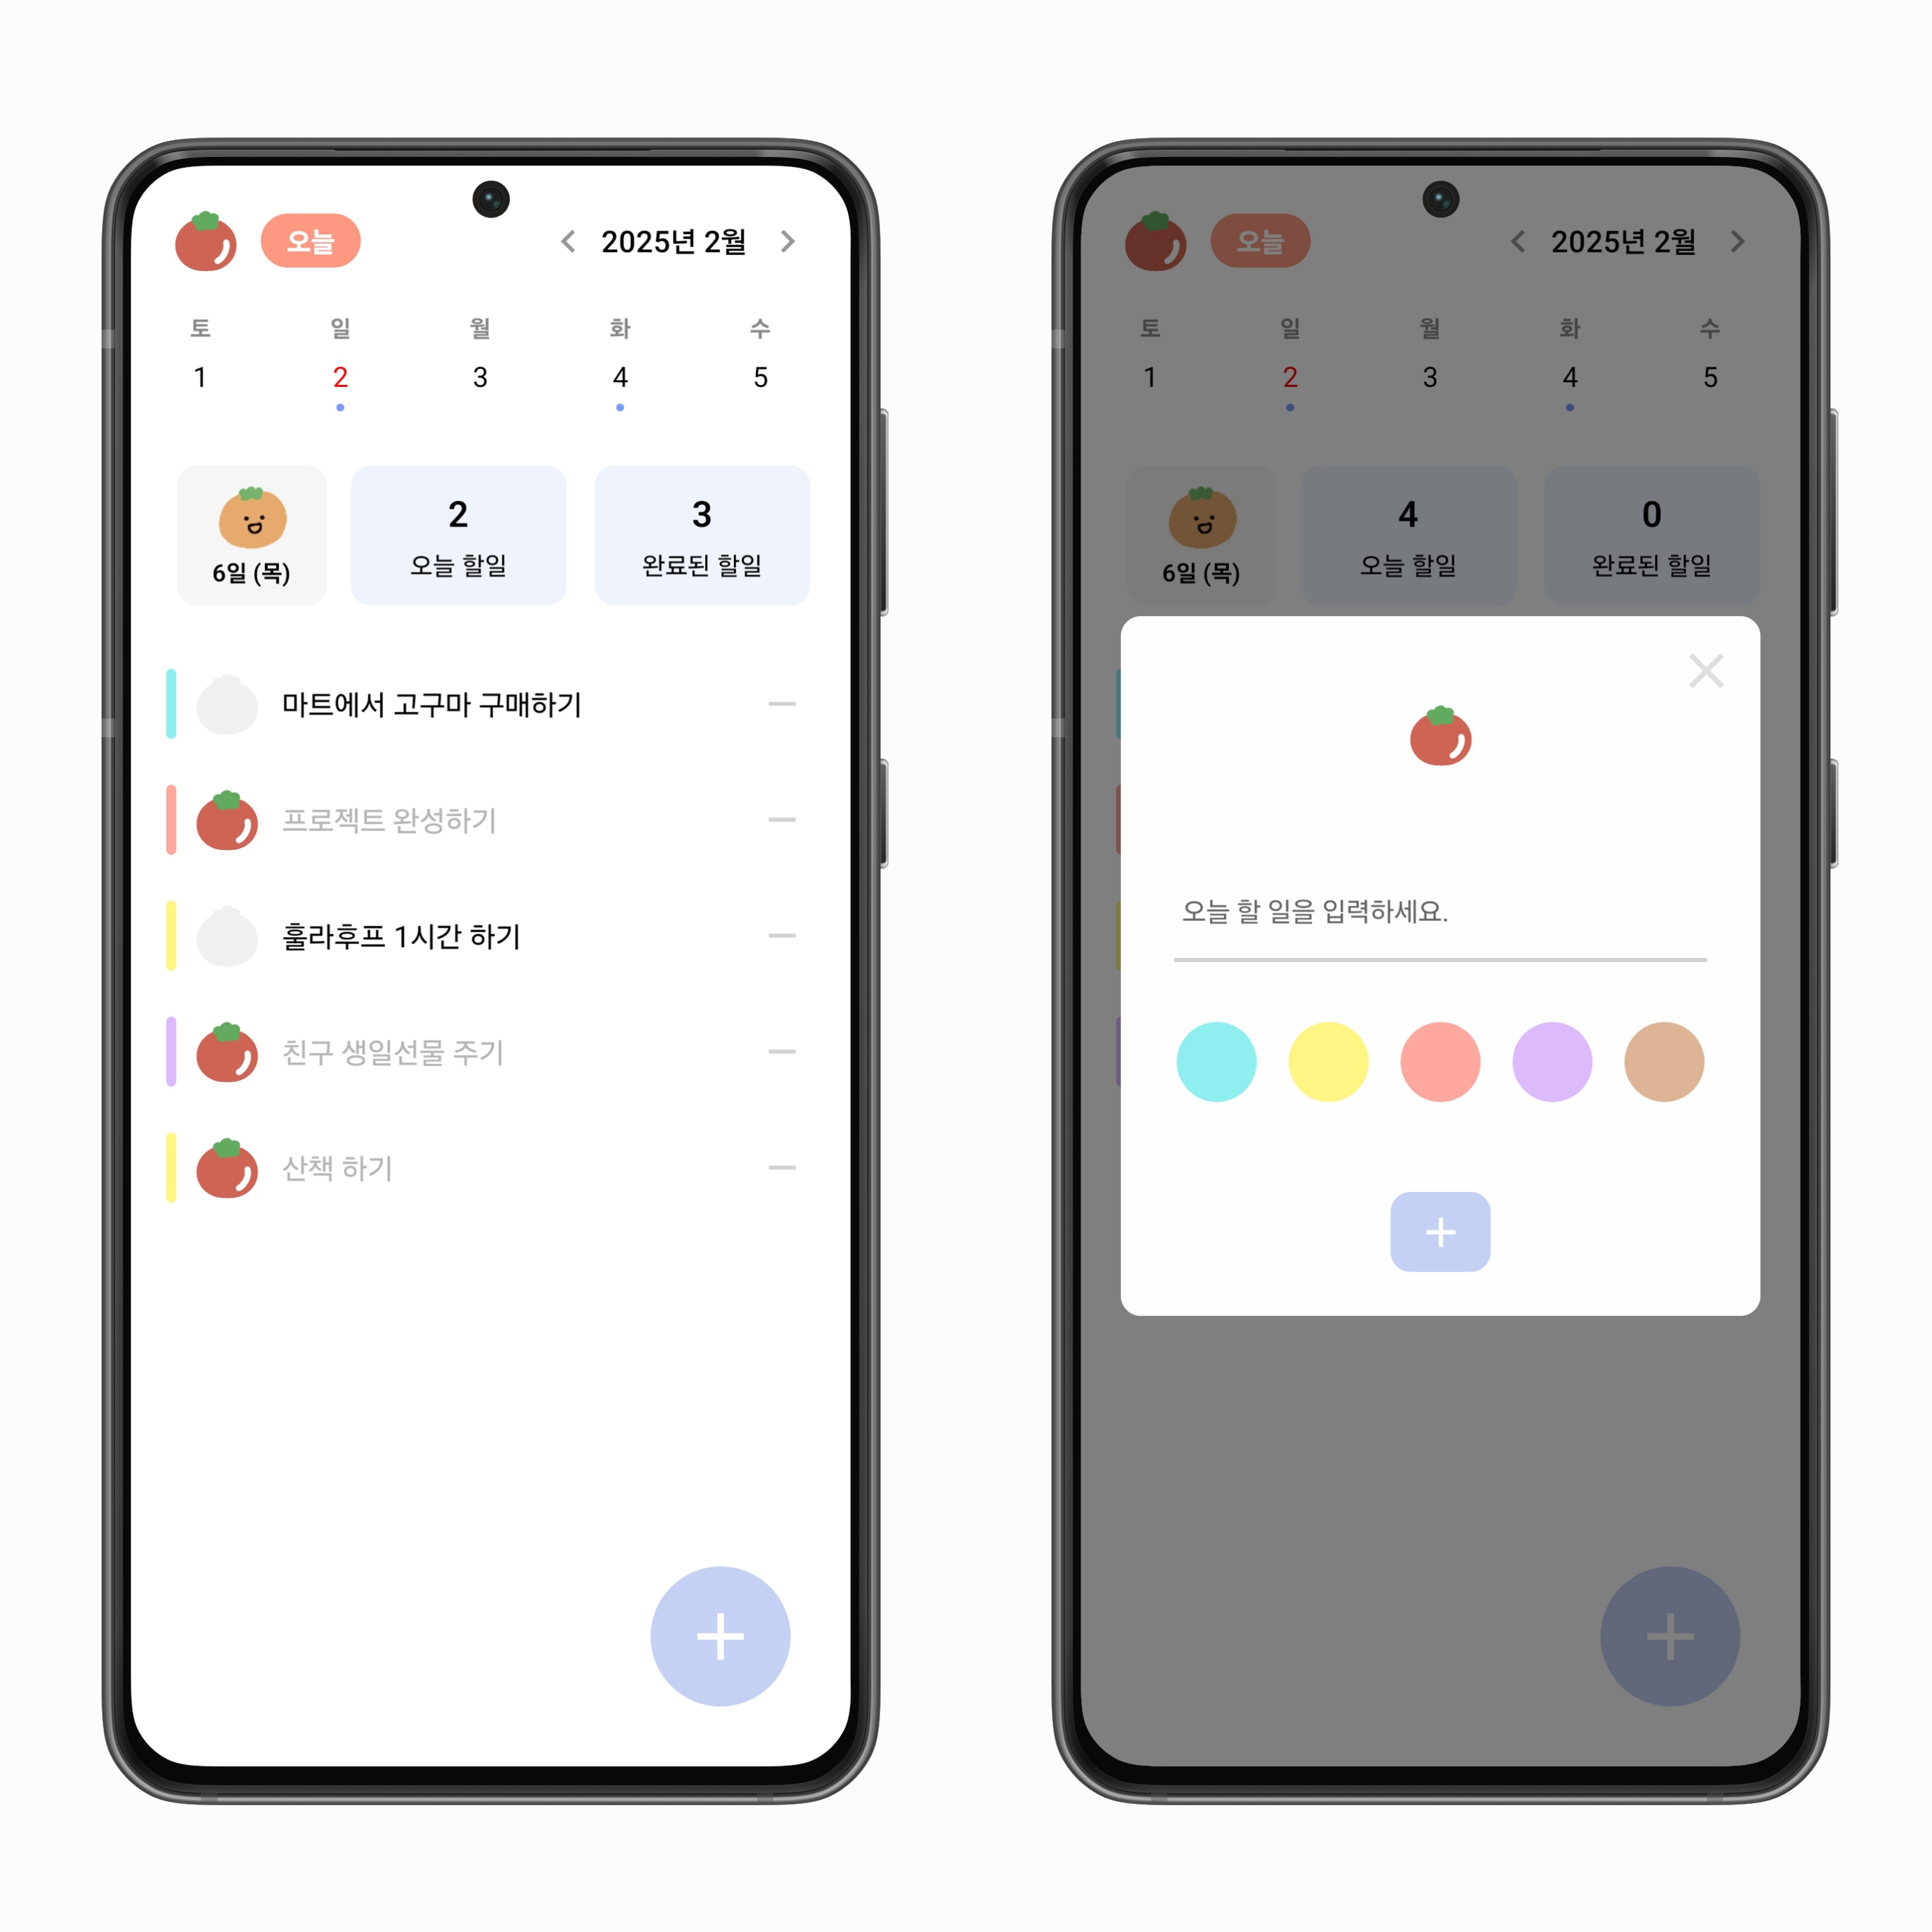 오늘
2025년 2월
토 일 월 화 수
1 2 3 4 5
6일 (목)
2
오늘 할일
3
완료된 할일
마트에서 고구마 구매하기
프로젝트 완성하기
훌라후프 1시간 하기
친구 생일선물 주기
산책 하기
오늘
2025년 2월
토 일 월 화 수
1 2 3 4 5
6일 (목)
4
오늘 할일
0
완료된 할일
오늘 할 일을 입력하세요.